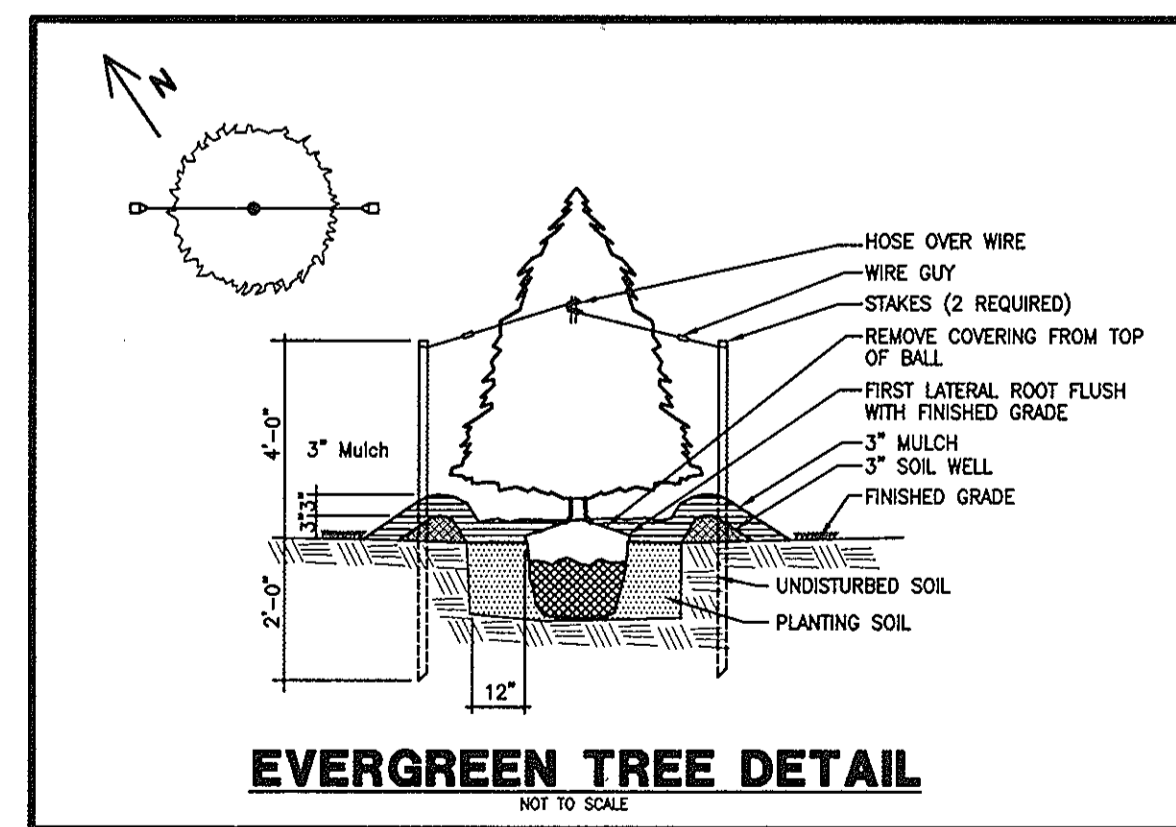 N
HOSE OVER WIRE
WIRE GUY
STAKES (2 REQUIRED)
REMOVE COVERING FROM TOP
OF BALL
FIRST LATERAL ROOT FLUSH
WITH FINISHED GRADE
3" MULCH
3" SOIL WELL
FINISHED GRADE
UNDISTURBED SOIL
PLANTING SOIL
4'-0"
3" Mulch
3"
3"
2'-0"
12"
EVERGREEN TREE DETAIL
NOT TO SCALE